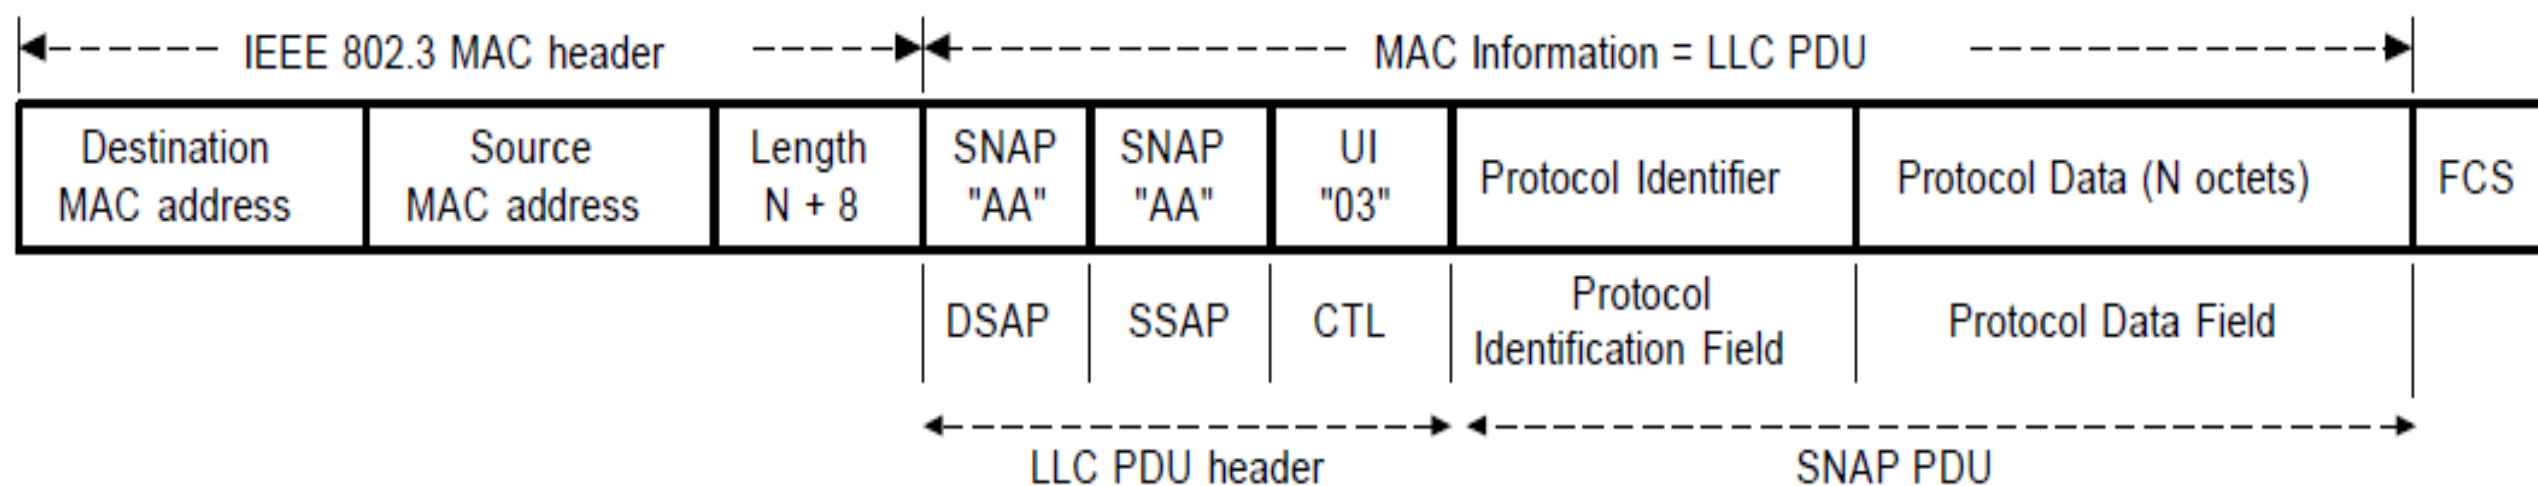 IEEE 802.3 MAC header
MAC Information = LLC PDU
Destination
MAC address
Source
MAC address
Length
N + 8
SNAP
"AA"
SNAP
"AA"
UI
"03"
Protocol Identifier
Protocol Data (N octets)
FCS
DSAP
SSAP
CTL
Protocol
Identification Field
Protocol Data Field
LLC PDU header
SNAP PDU